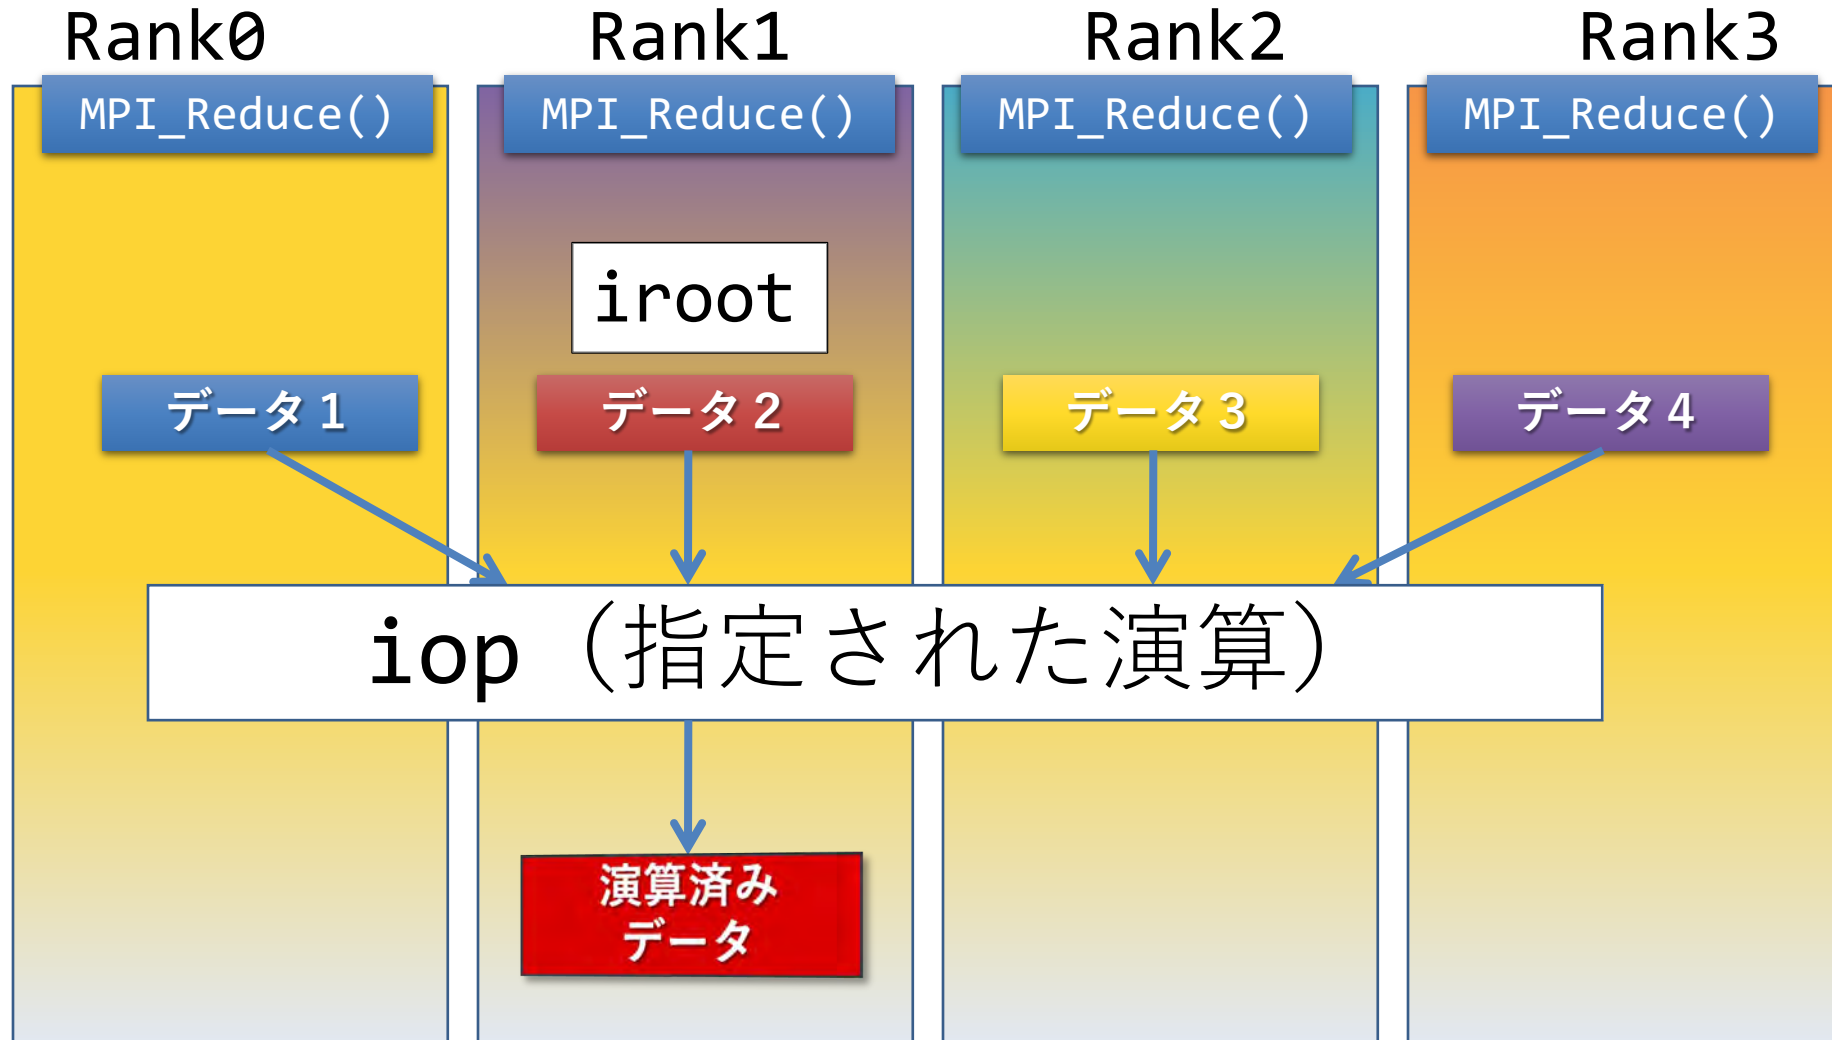 Rank0 Rank1 Rank2 Rank3
MPI_Reduce() MPI_Reduce() MPI_Reduce() MPI_Reduce()
iroot
データ１ データ２ データ３ データ４
iop（指定された演算）
演算済み
データ